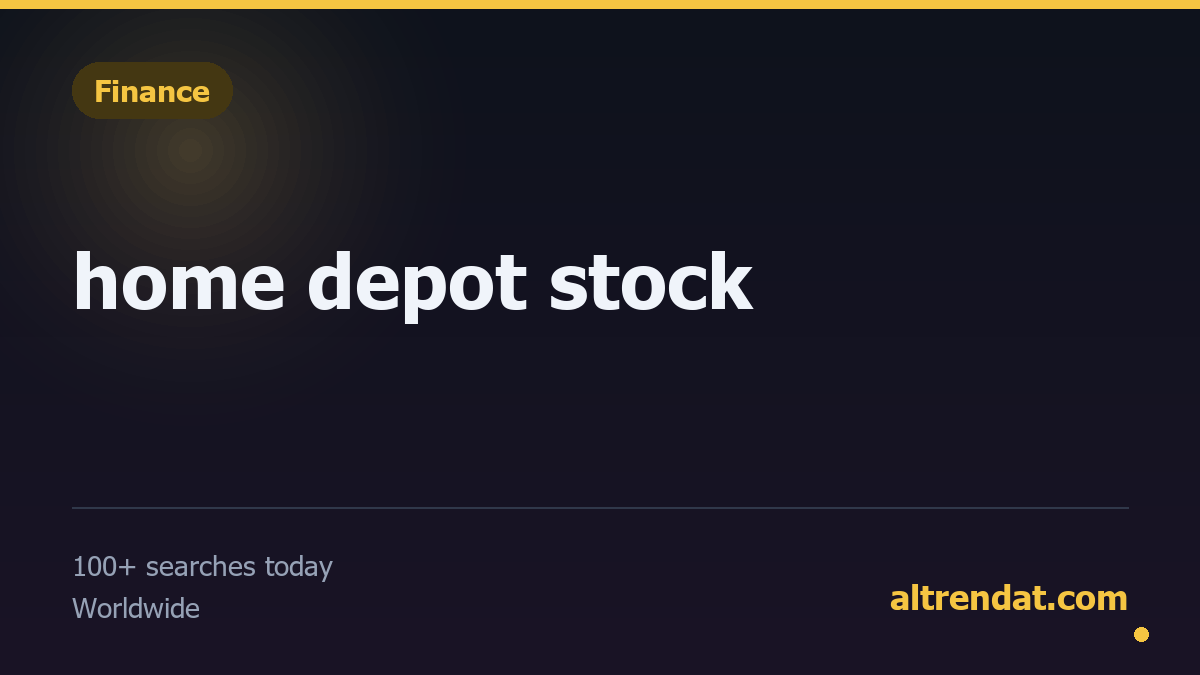 Finance
home depot stock
100+ searches today
Worldwide
altrendat.com